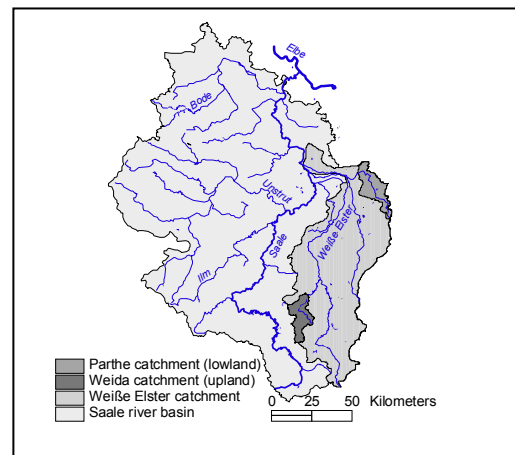 Elbe
Bode
Unstrut
Saale
Weiße Elster
Ilm
Parthe catchment (lowland)
Weida catchment (upland)
Weiße Elster catchment
Saale river basin
0 25 50 Kilometers